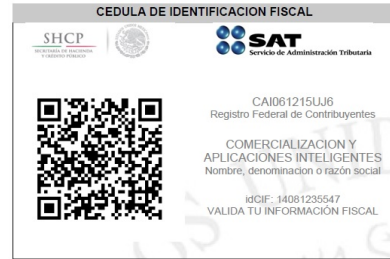 CEDULA DE IDENTIFICACION FISCAL
SHCP
SECRETARÍA DE HACIENDA
Y CRÉDITO PÚBLICO
SAT
Servicio de Administración Tributaria
CAI061215UJ6
Registro Federal de Contribuyentes
COMERCIALIZACION Y
APLICACIONES INTELIGENTES
Nombre, denominacion o razón social
idCIF: 14081235547
VALIDA TU INFORMACIÓN FISCAL